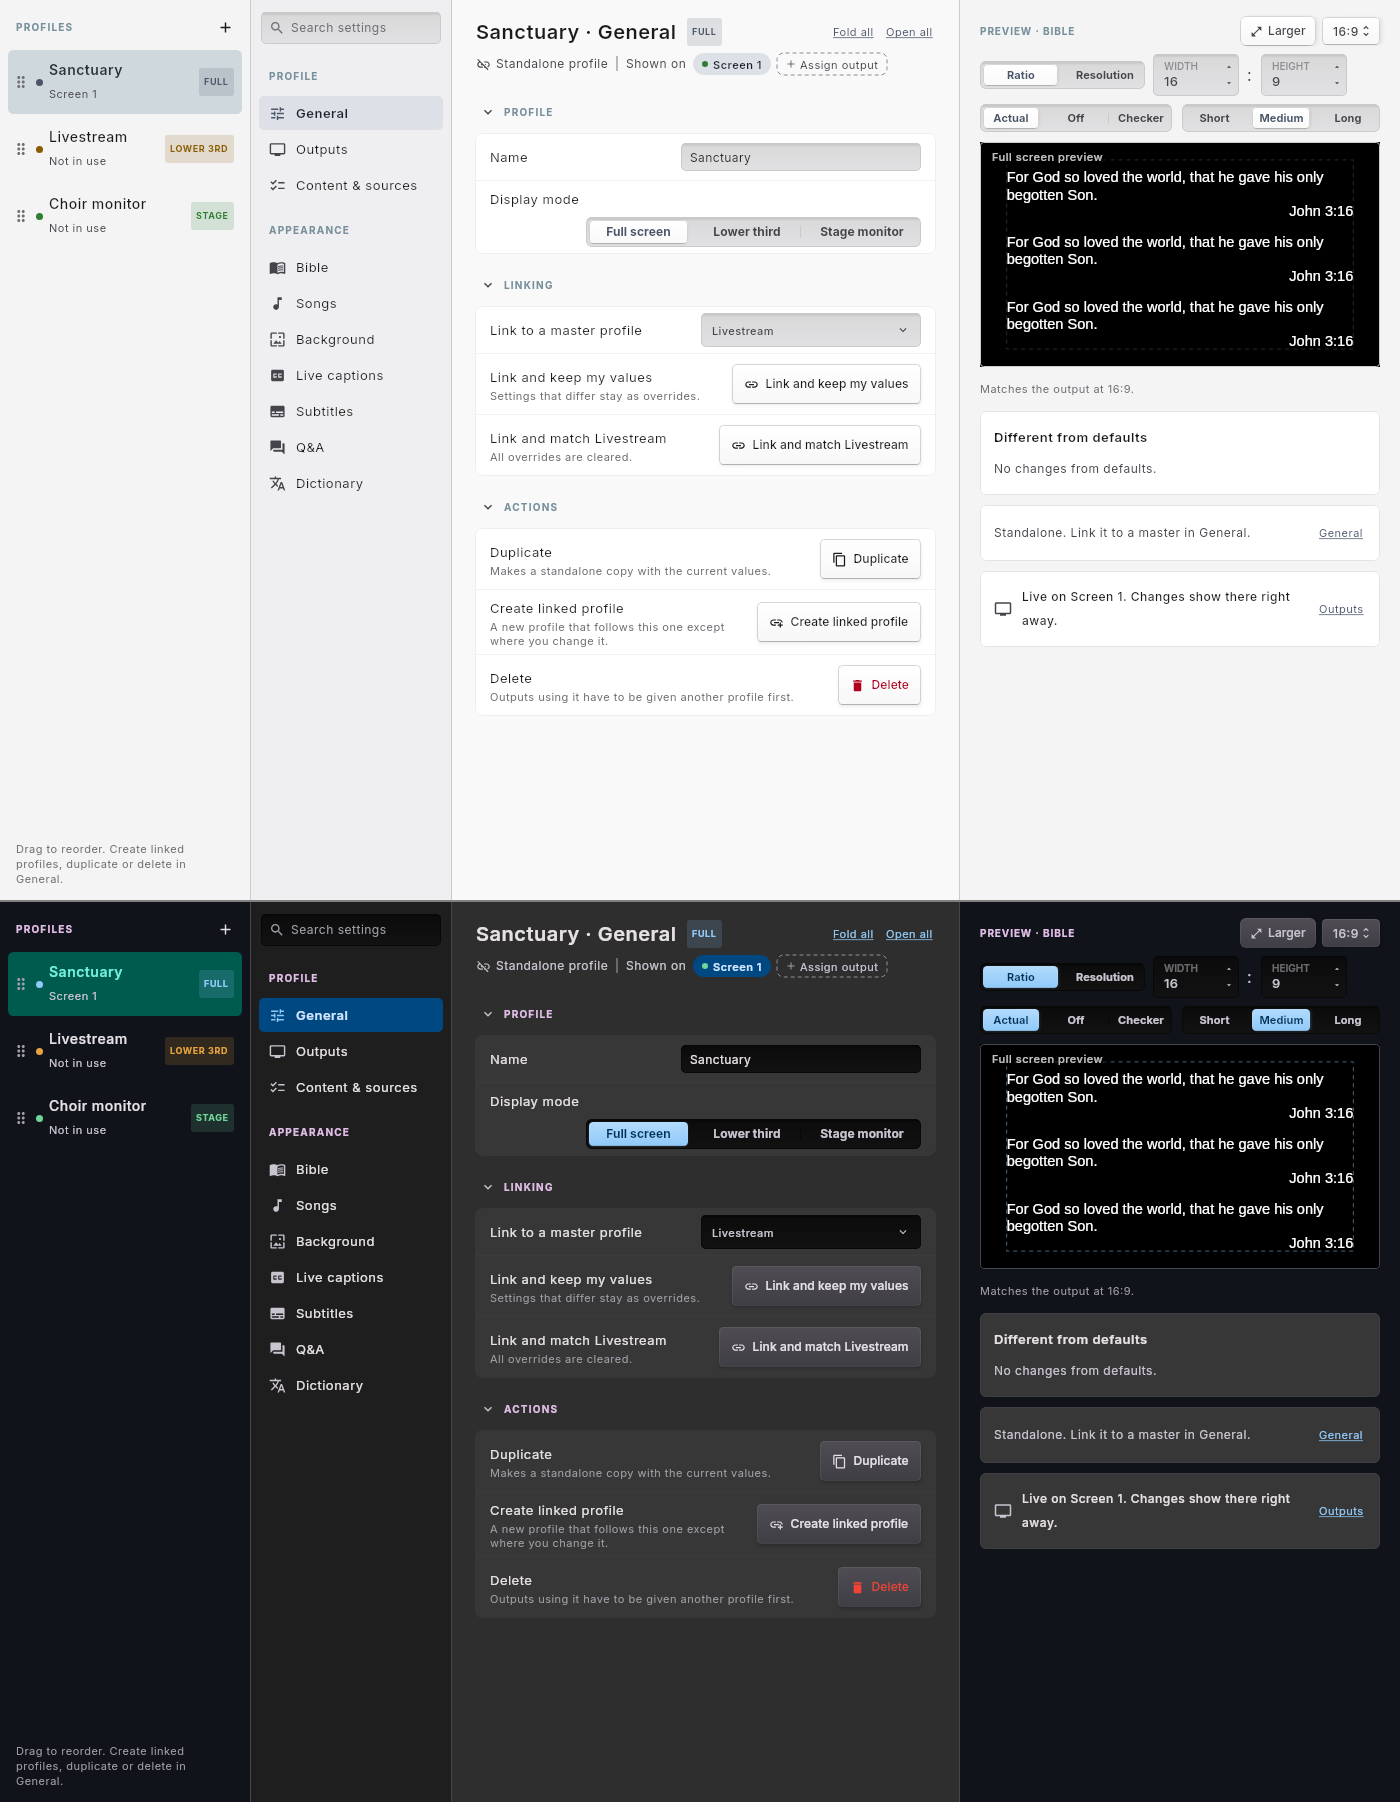 PROFILES
Sanctuary
Screen 1
FULL
Livestream
Not in use
LOWER 3RD
Choir monitor
Not in use
STAGE
Drag to reorder. Create linked
profiles, duplicate or delete in
General.
Search settings
PROFILE
General
Outputs
Content & sources
APPEARANCE
Bible
Songs
Background
Live captions
Subtitles
Q&A
Dictionary
Sanctuary · General FULL
Fold all Open all
Standalone profile | Shown on Screen 1 + Assign output
PROFILE
Name Sanctuary
Display mode
Full screen Lower third Stage monitor
LINKING
Link to a master profile Livestream
Link and keep my values
Settings that differ stay as overrides.
Link and keep my values
Link and match Livestream
All overrides are cleared.
Link and match Livestream
ACTIONS
Duplicate
Makes a standalone copy with the current values.
Duplicate
Create linked profile
A new profile that follows this one except
where you change it.
Create linked profile
Delete
Outputs using it have to be given another profile first.
Delete
PREVIEW · BIBLE
Larger 16:9
Ratio Resolution
WIDTH
16
:
HEIGHT
9
Actual Off Checker Short Medium Long
Full screen preview
For God so loved the world, that he gave his only
begotten Son.
John 3:16
For God so loved the world, that he gave his only
begotten Son.
John 3:16
For God so loved the world, that he gave his only
begotten Son.
John 3:16
Matches the output at 16:9.
Different from defaults
No changes from defaults.
Standalone. Link it to a master in General. General
Live on Screen 1. Changes show there right
away.
Outputs
PROFILES
Sanctuary
Screen 1
FULL
Livestream
Not in use
LOWER 3RD
Choir monitor
Not in use
STAGE
Drag to reorder. Create linked
profiles, duplicate or delete in
General.
Search settings
PROFILE
General
Outputs
Content & sources
APPEARANCE
Bible
Songs
Background
Live captions
Subtitles
Q&A
Dictionary
Sanctuary · General FULL
Fold all Open all
Standalone profile | Shown on Screen 1 + Assign output
PROFILE
Name Sanctuary
Display mode
Full screen Lower third Stage monitor
LINKING
Link to a master profile Livestream
Link and keep my values
Settings that differ stay as overrides.
Link and keep my values
Link and match Livestream
All overrides are cleared.
Link and match Livestream
ACTIONS
Duplicate
Makes a standalone copy with the current values.
Duplicate
Create linked profile
A new profile that follows this one except
where you change it.
Create linked profile
Delete
Outputs using it have to be given another profile first.
Delete
PREVIEW · BIBLE
Larger 16:9
Ratio Resolution
WIDTH
16
:
HEIGHT
9
Actual Off Checker Short Medium Long
Full screen preview
For God so loved the world, that he gave his only
begotten Son.
John 3:16
For God so loved the world, that he gave his only
begotten Son.
John 3:16
For God so loved the world, that he gave his only
begotten Son.
John 3:16
Matches the output at 16:9.
Different from defaults
No changes from defaults.
Standalone. Link it to a master in General. General
Live on Screen 1. Changes show there right
away.
Outputs